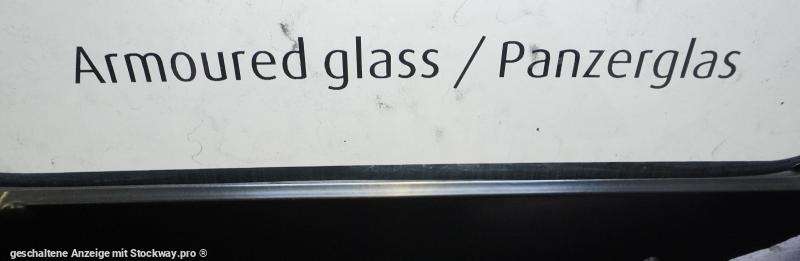 Armoured glass / Panzerglas
geschaltene Anzeige mit Stockway.pro ®